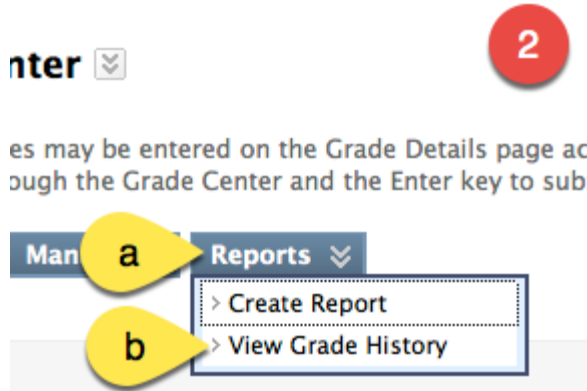 nter
2
es may be entered on the Grade Details page ac
ough the Grade Center and the Enter key to sub
Man
a
Reports
> Create Report
b
> View Grade History